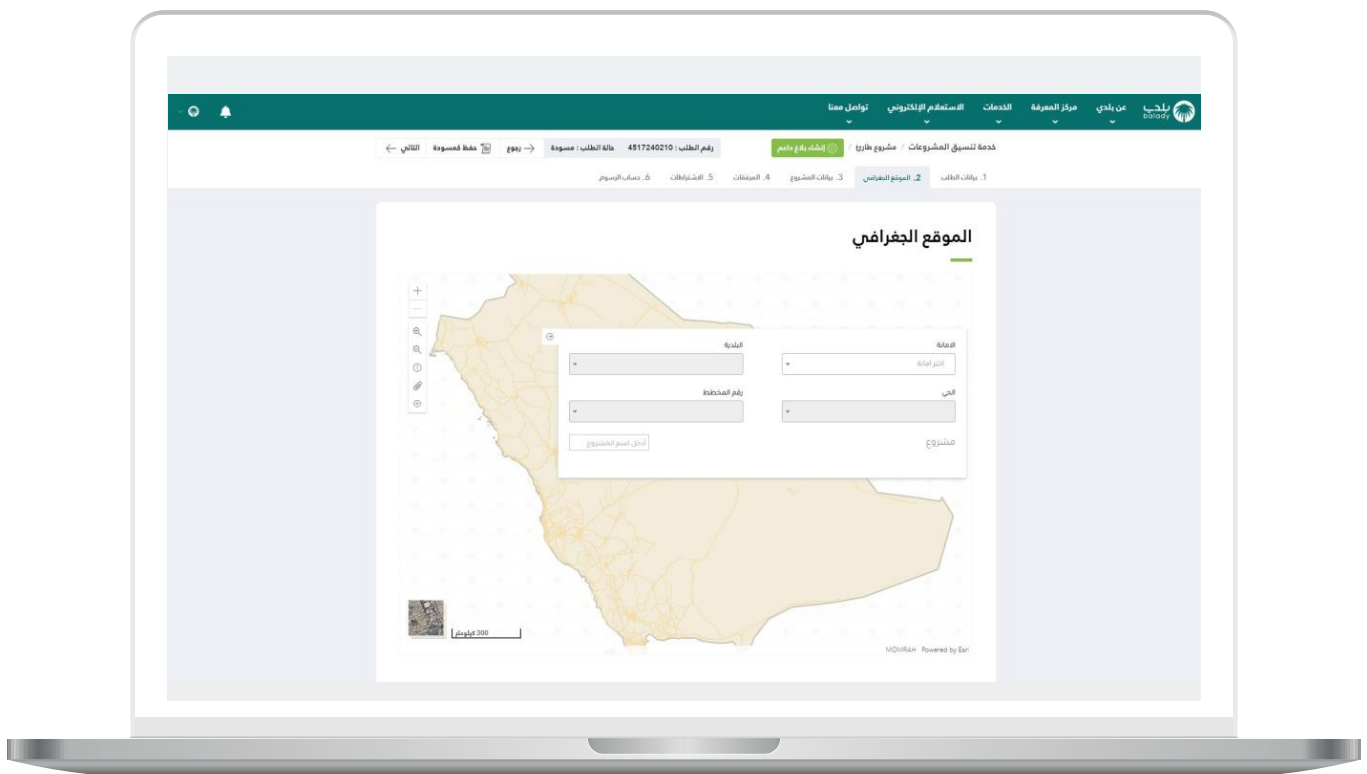 بلدي balady عن بلدي مركز المعرفة الخدمات الاستعلام الإلكتروني تواصل معنا
خدمة تنسيق المشروعات / مشروع طارئ / إنشاء بلاغ داعم رقم الطلب : 4517240210 حالة الطلب : مسودة رجوع حفظ كمسودة التالي
1. بيانات الطلب 2. الموقع الجغرافي 3. بيانات المشروع 4. المرفقات 5. الاشتراطات 6. حساب الرسوم
الموقع الجغرافي
الامانة البلدية
اختر أمانة
الحي رقم المخطط
مشروع أدخل اسم المشروع
300 كيلومتر
MOMRAH Powered by Esri